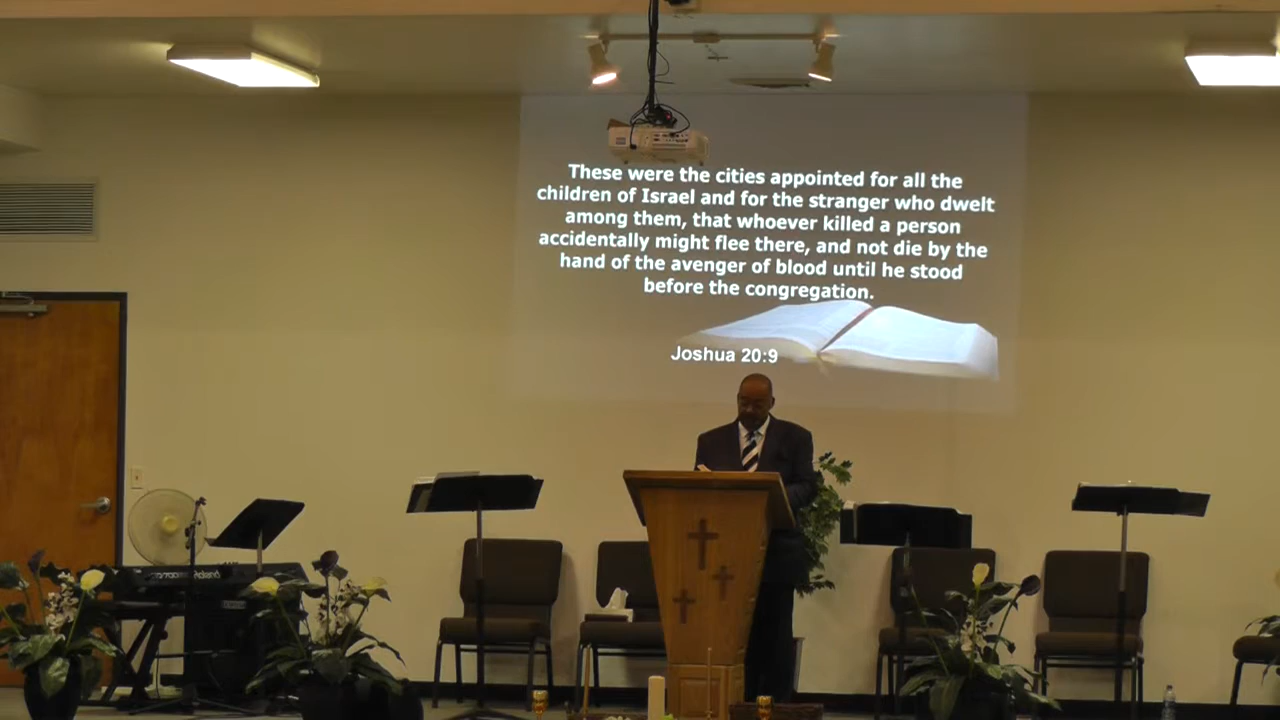 These were the cities appointed for all the
children of Israel and for the stranger who dwelt
among them, that whoever killed a person
accidentally might flee there, and not die by the
hand of the avenger of blood until he stood
before the congregation.
Joshua 20:9
Roland